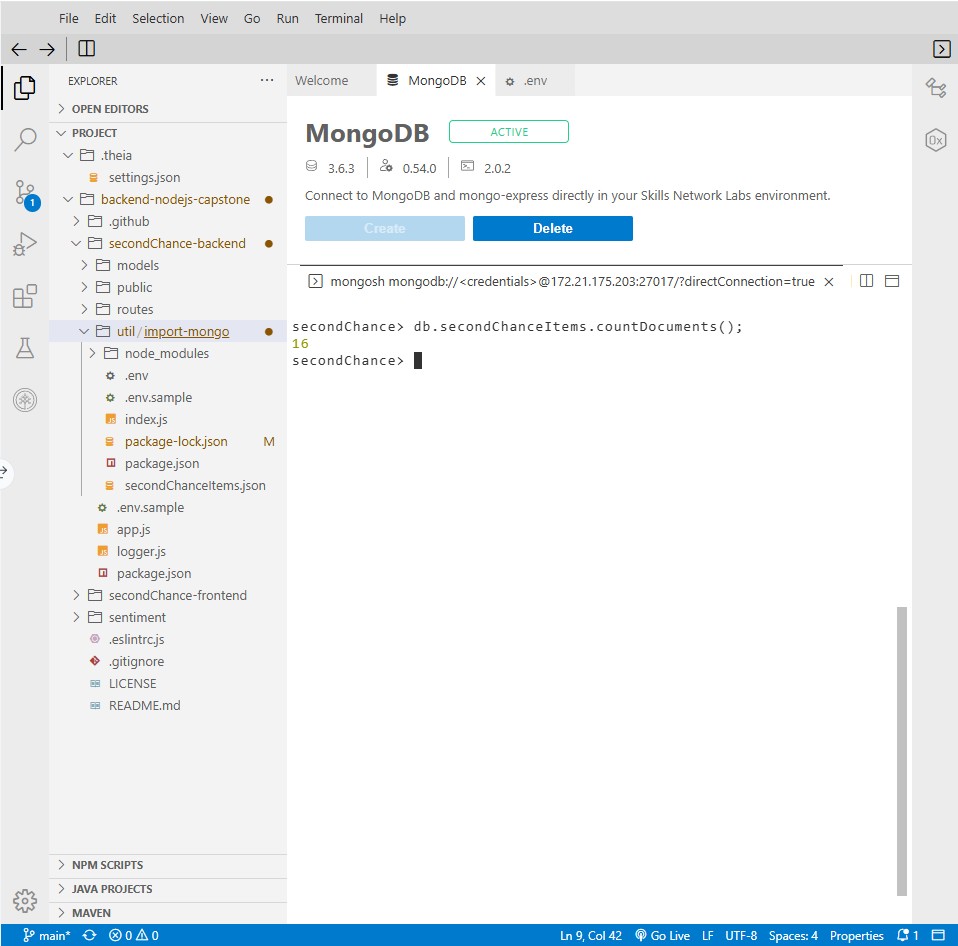 File Edit Selection View Go Run Terminal Help
EXPLORER ···
Welcome MongoDB .env
OPEN EDITORS
PROJECT
.theia
settings.json
backend-nodejs-capstone
.github
secondChance-backend
models
public
routes
util / import-mongo
node_modules
.env
.env.sample
index.js
package-lock.json M
package.json
secondChanceItems.json
.env.sample
app.js
logger.js
package.json
secondChance-frontend
sentiment
.eslintrc.js
.gitignore
LICENSE
README.md
NPM SCRIPTS
JAVA PROJECTS
MAVEN
1
MongoDB ACTIVE
3.6.3 0.54.0 2.0.2
Connect to MongoDB and mongo-express directly in your Skills Network Labs environment.
Create Delete
mongosh mongodb://<credentials>@172.21.175.203:27017/?directConnection=true
secondChance> db.secondChanceItems.countDocuments();
16
secondChance>
0x
main* 0 0 Ln 9, Col 42 Go Live LF UTF-8 Spaces: 4 Properties 1